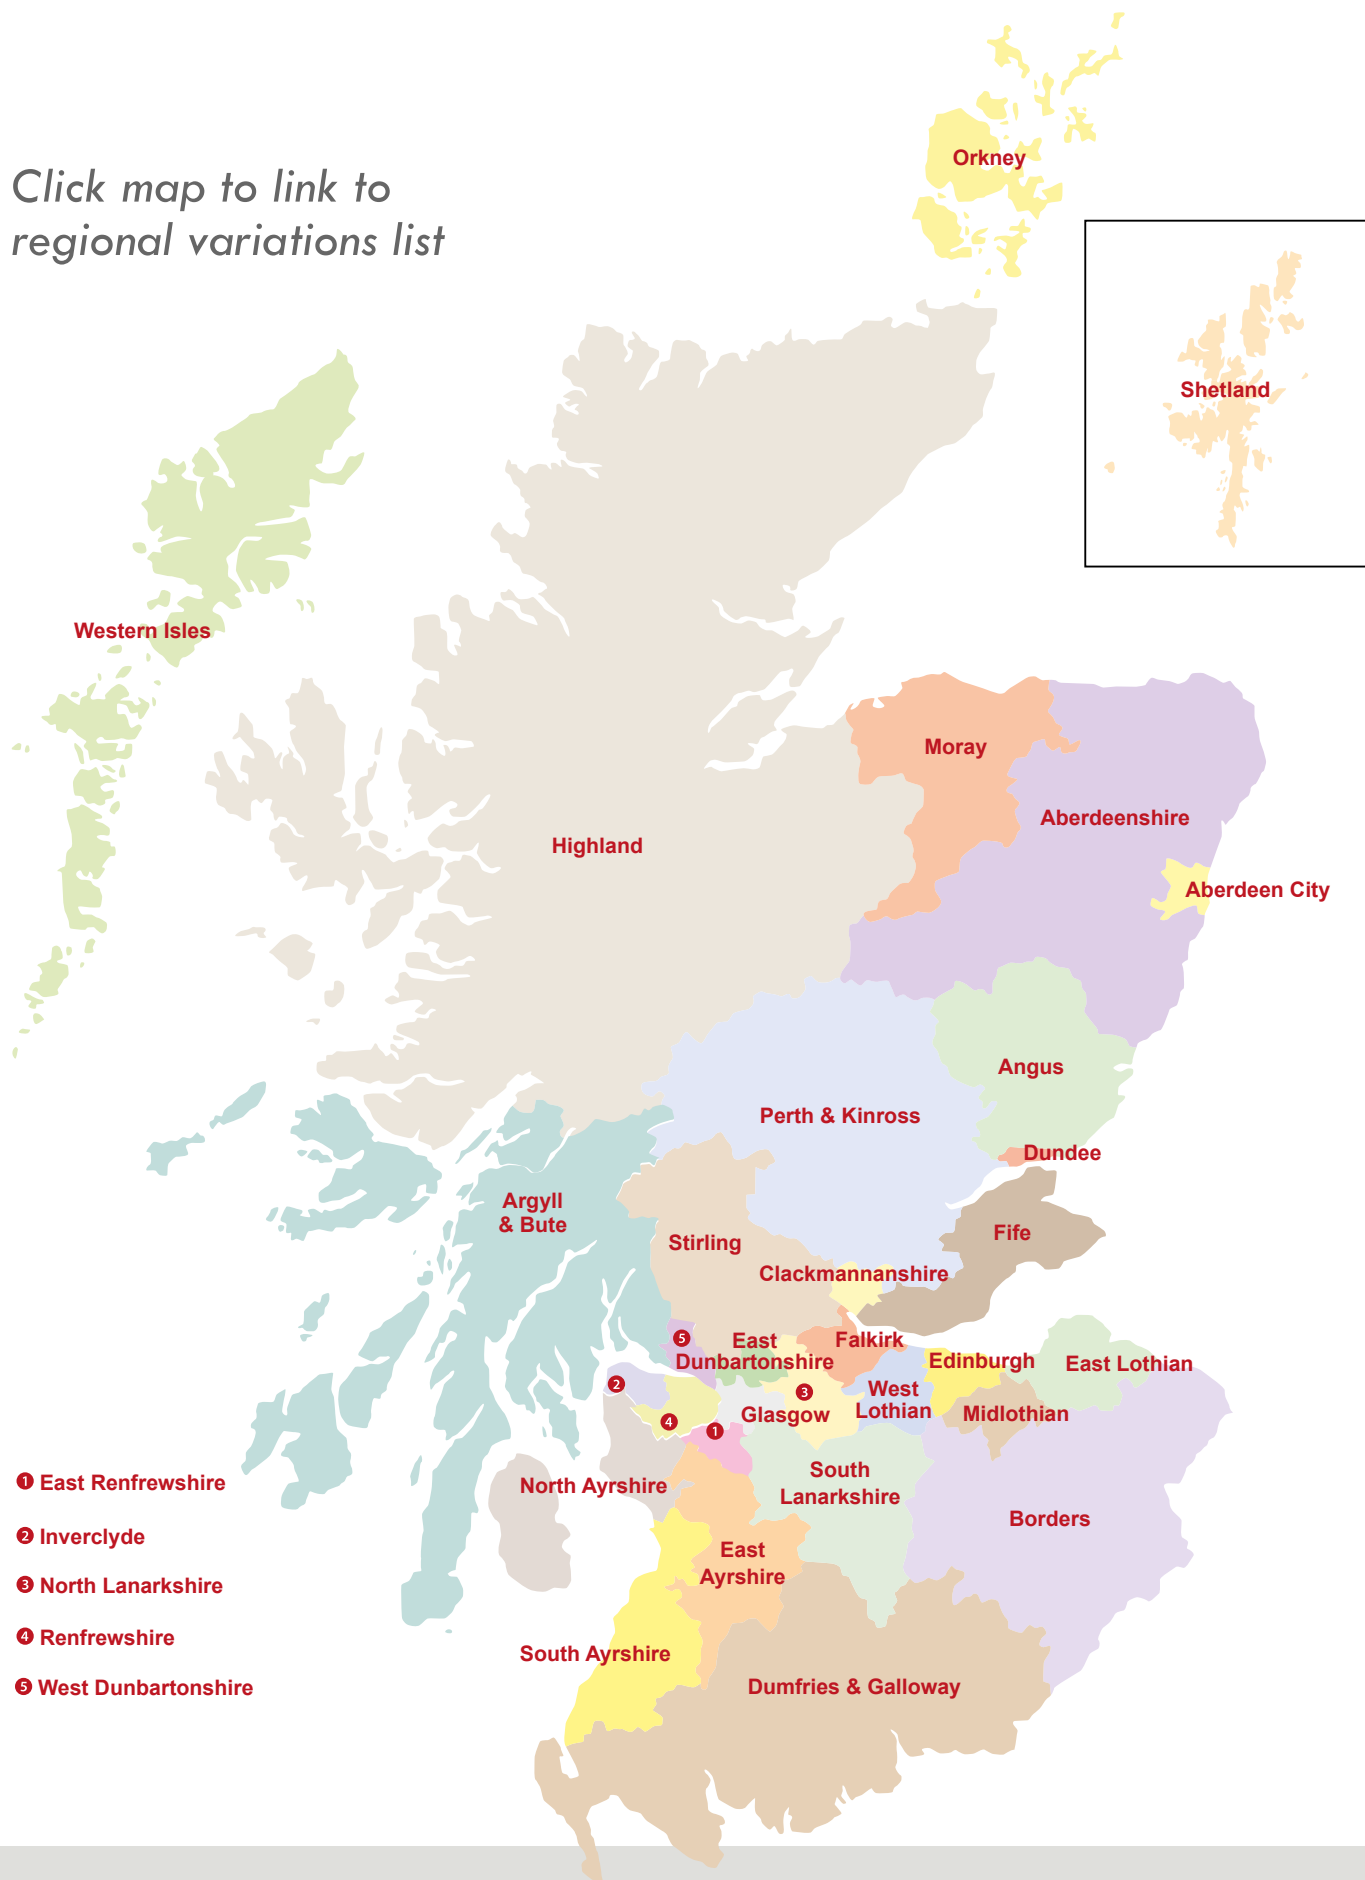 Click map to link to
regional variations list
Orkney
Shetland
Western Isles
Moray
Aberdeenshire
Highland
Aberdeen City
Angus
Perth & Kinross
Dundee
Argyll
& Bute
Fife
Stirling
Clackmannanshire
5
East
Dunbartonshire
Falkirk
Edinburgh
East Lothian
2
3
West
Lothian
4
Glasgow
Midlothian
1
North Ayrshire
South
Lanarkshire
Borders
East
Ayrshire
South Ayrshire
Dumfries & Galloway
1 East Renfrewshire
2 Inverclyde
3 North Lanarkshire
4 Renfrewshire
5 West Dunbartonshire